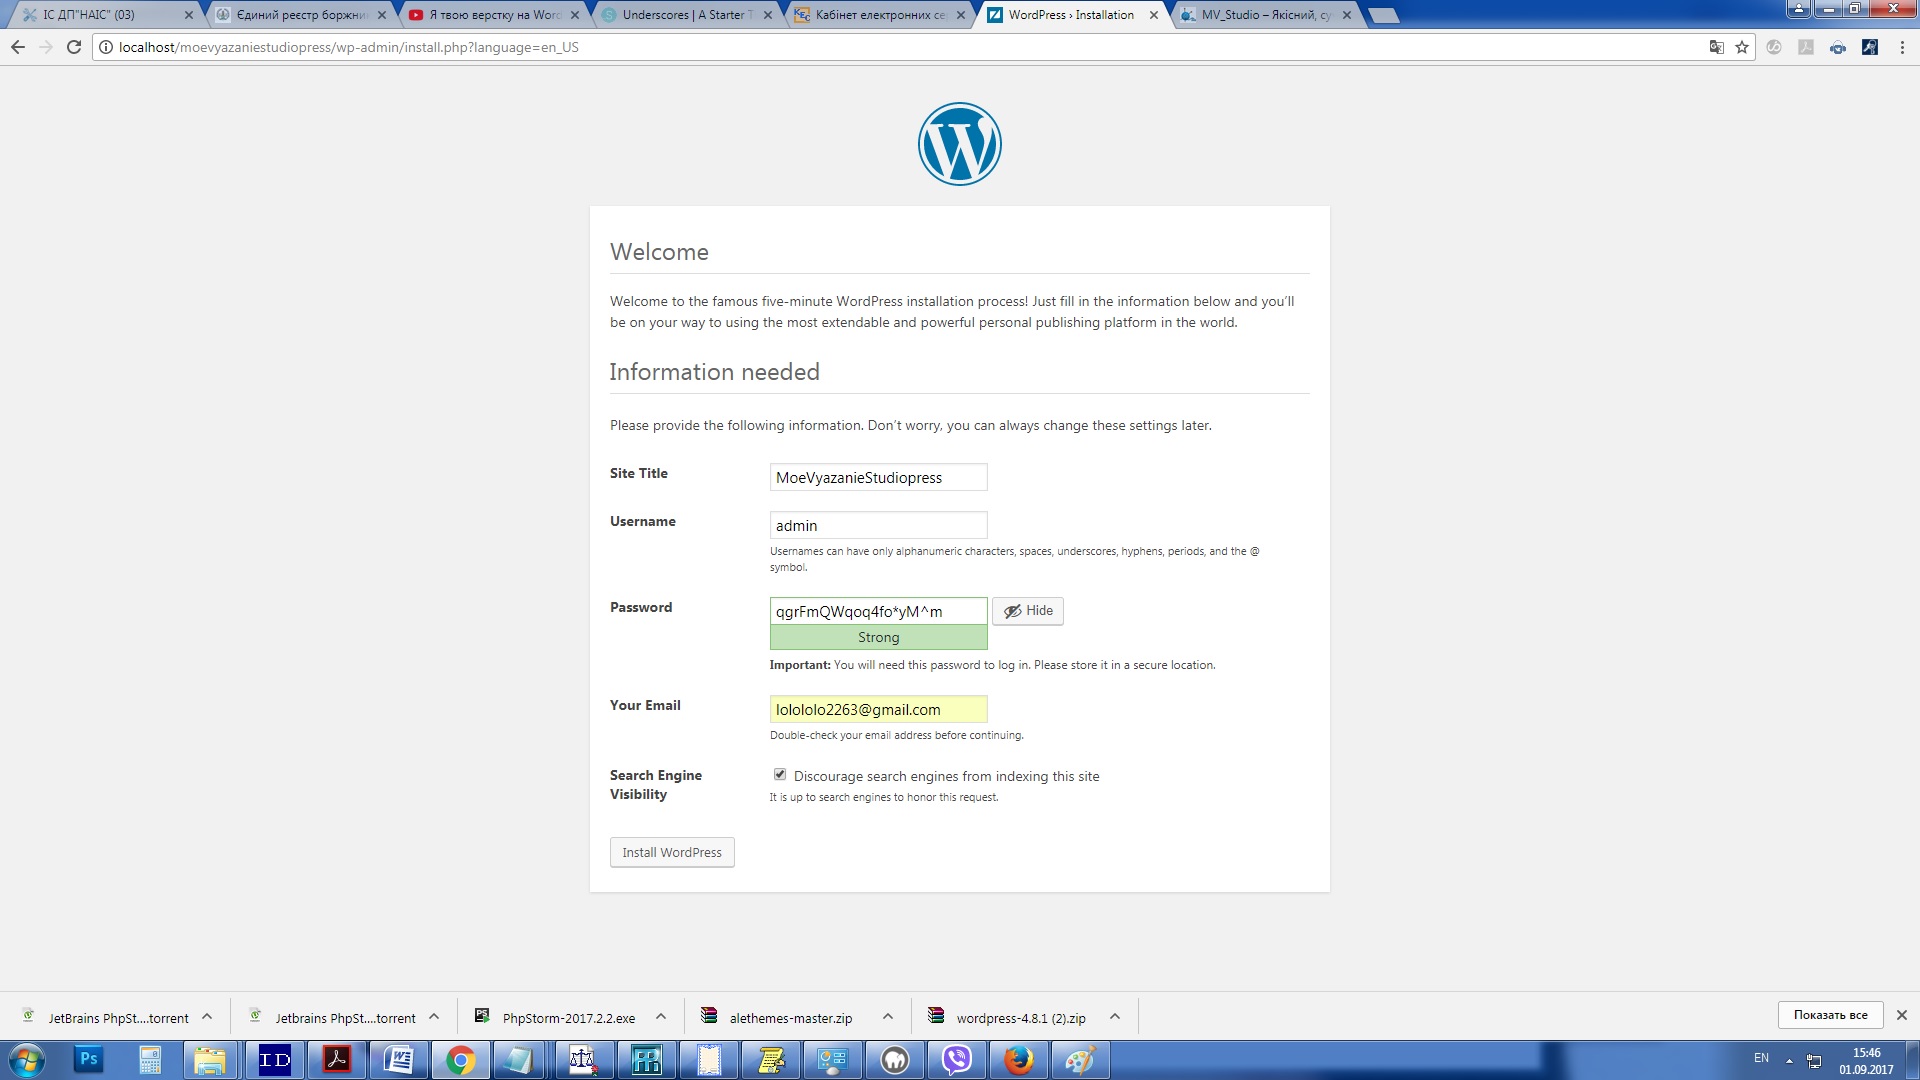 ІС ДП"НАІС" (03)
Єдиний реєстр боржник
Я твою верстку на Word
Underscores | A Starter T
Кабінет електронних се
WordPress › Installation
MV_Studio – Якісний, су
localhost/moevyazaniestudiopress/wp-admin/install.php?language=en_US
Welcome
Welcome to the famous five-minute WordPress installation process! Just fill in the information below and you’ll
be on your way to using the most extendable and powerful personal publishing platform in the world.
Information needed
Please provide the following information. Don’t worry, you can always change these settings later.
Site Title
MoeVyazanieStudiopress
Username
admin
Usernames can have only alphanumeric characters, spaces, underscores, hyphens, periods, and the @
symbol.
Password
qgrFmQWqoq4fo*yM^m
Hide
Strong
Important: You will need this password to log in. Please store it in a secure location.
Your Email
lolololo2263@gmail.com
Double-check your email address before continuing.
Search Engine
Visibility
Discourage search engines from indexing this site
It is up to search engines to honor this request.
Install WordPress
JetBrains PhpSt....torrent
Jetbrains PhpSt....torrent
PhpStorm-2017.2.2.exe
alethemes-master.zip
wordpress-4.8.1 (2).zip
Показать все
Ps
ID
EN
15:46
01.09.2017